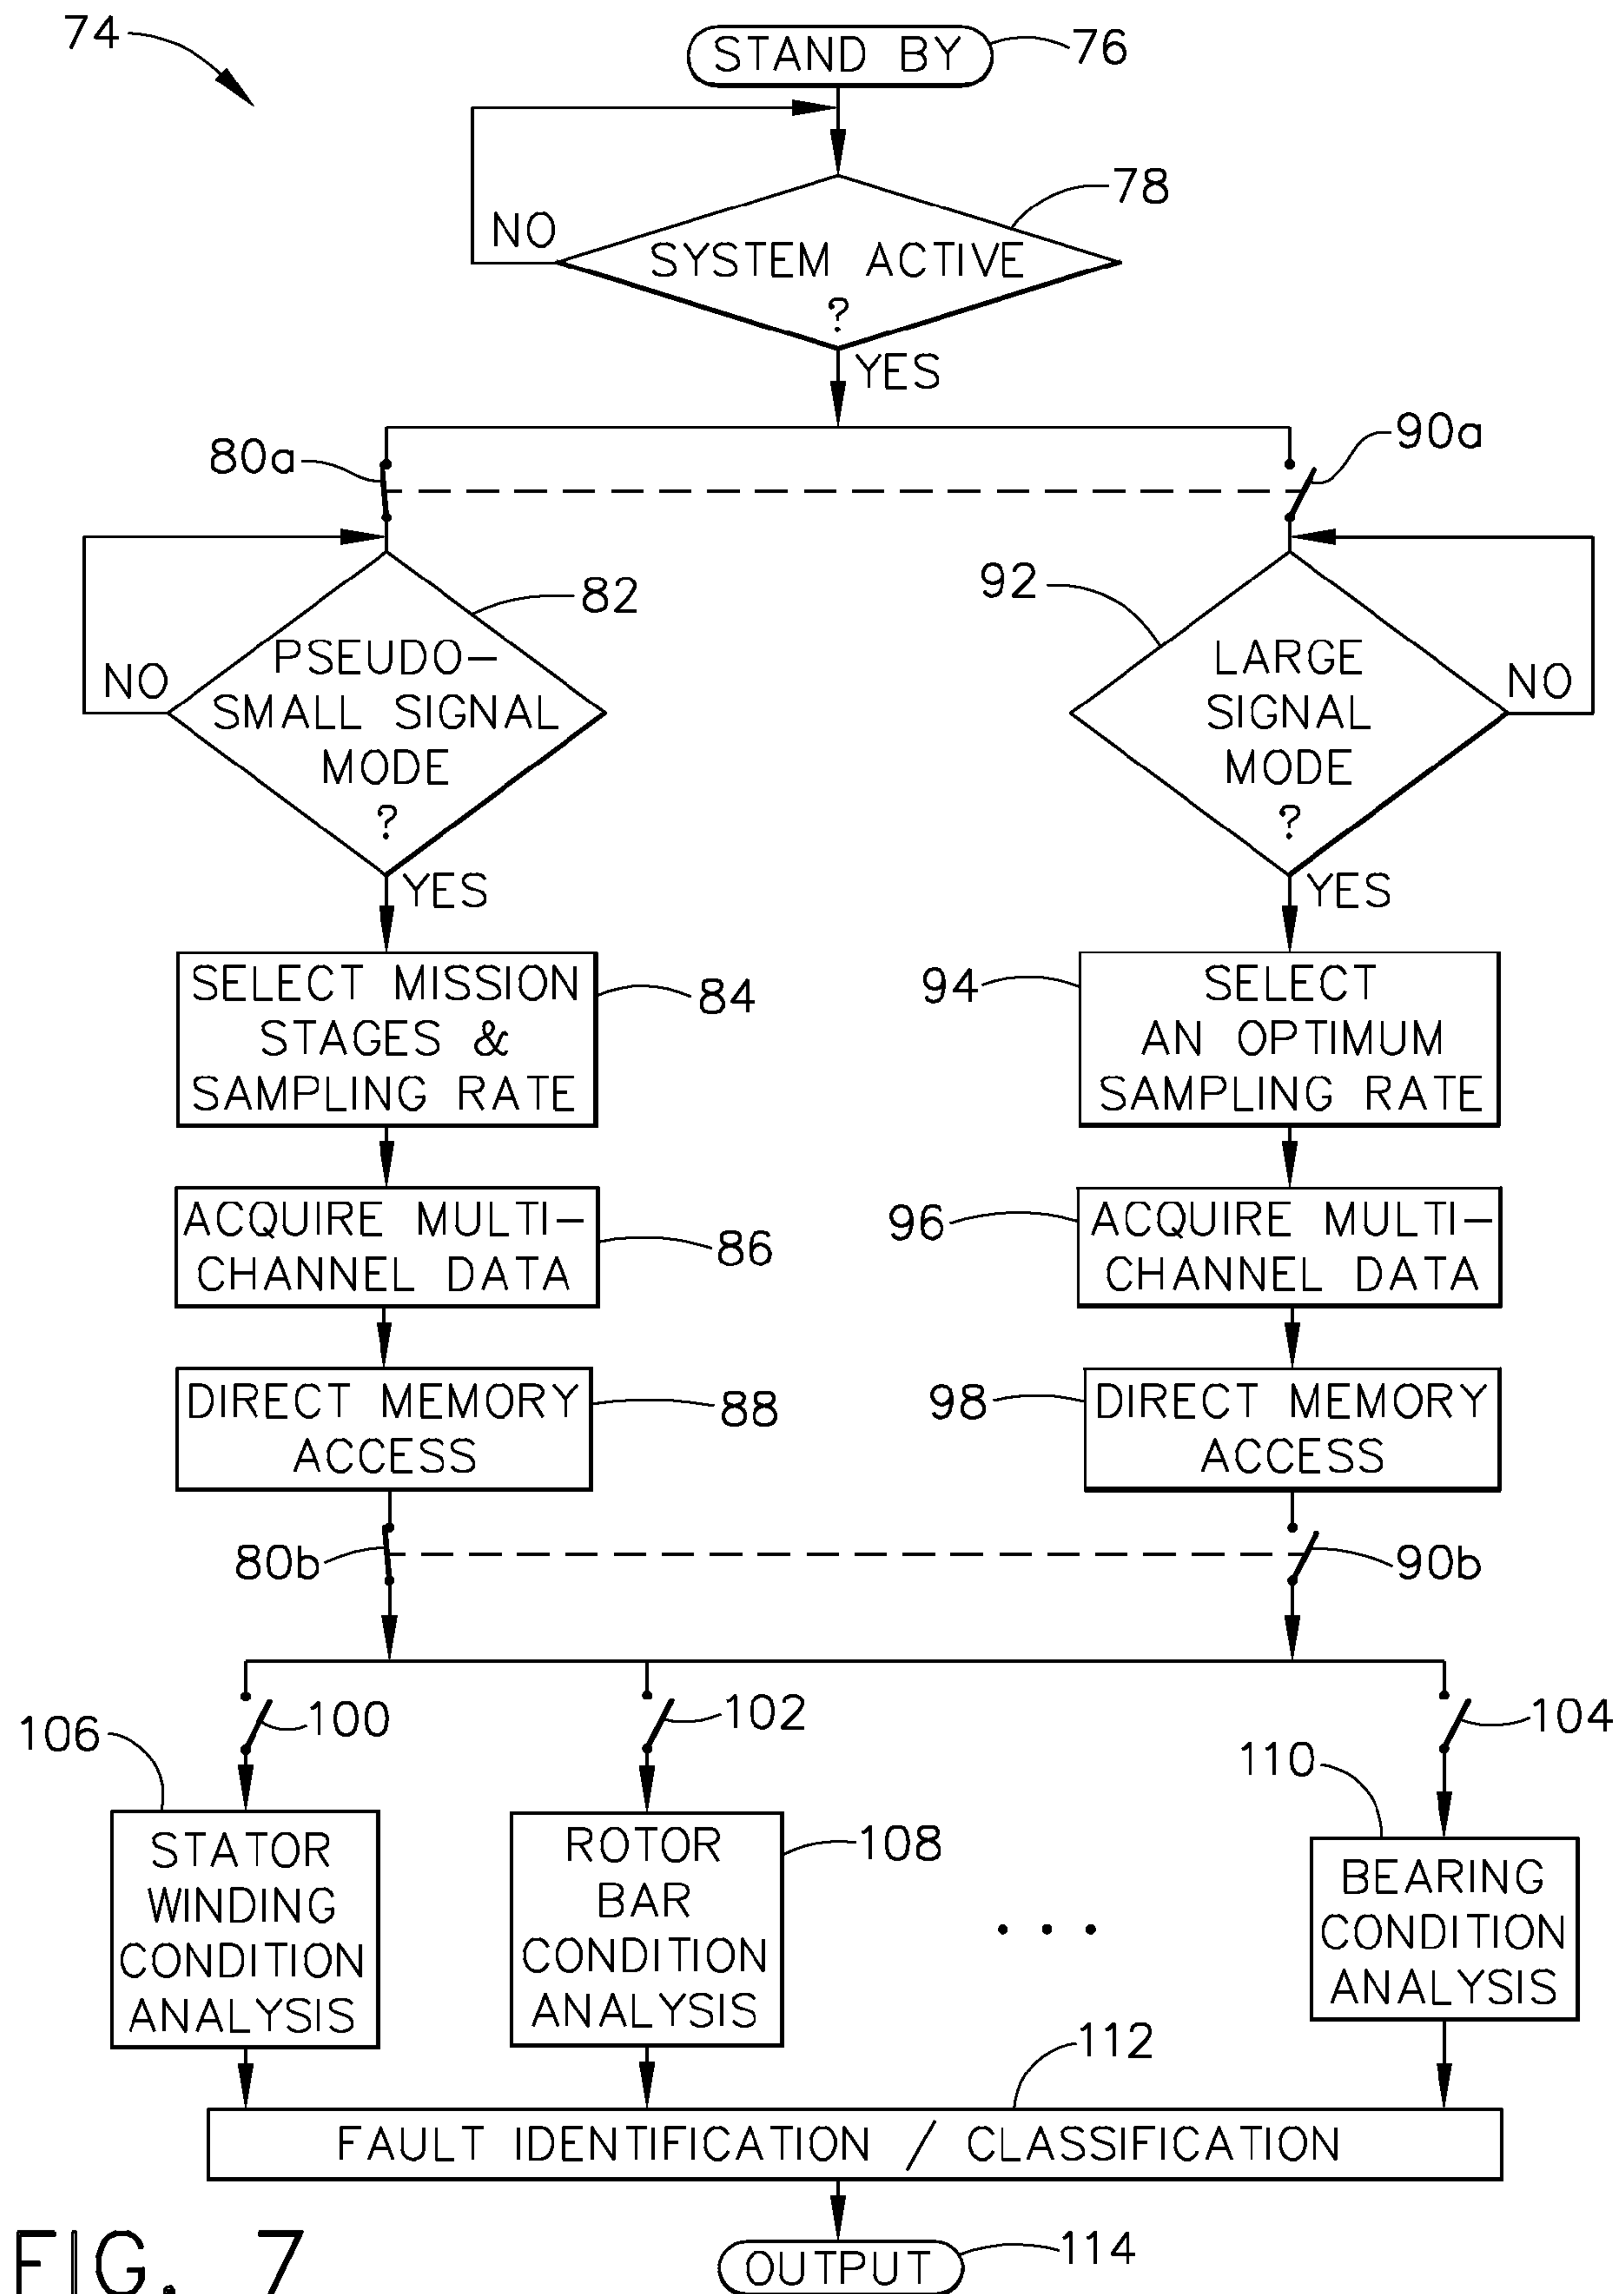 74
STAND BY
76
78
NO
SYSTEM ACTIVE
?
YES
80a
90a
82
92
NO
PSEUDO-
SMALL SIGNAL
MODE
?
LARGE
SIGNAL
MODE
?
NO
YES
YES
SELECT MISSION
STAGES &
SAMPLING RATE
84
94
SELECT
AN OPTIMUM
SAMPLING RATE
ACQUIRE MULTI-
CHANNEL DATA
86
96
ACQUIRE MULTI-
CHANNEL DATA
DIRECT MEMORY
ACCESS
88
98
DIRECT MEMORY
ACCESS
80b
90b
106
100
102
110
104
STATOR
WINDING
CONDITION
ANALYSIS
ROTOR
BAR
CONDITION
ANALYSIS
108
. . .
BEARING
CONDITION
ANALYSIS
112
FAULT IDENTIFICATION / CLASSIFICATION
FIG. 7
OUTPUT
114